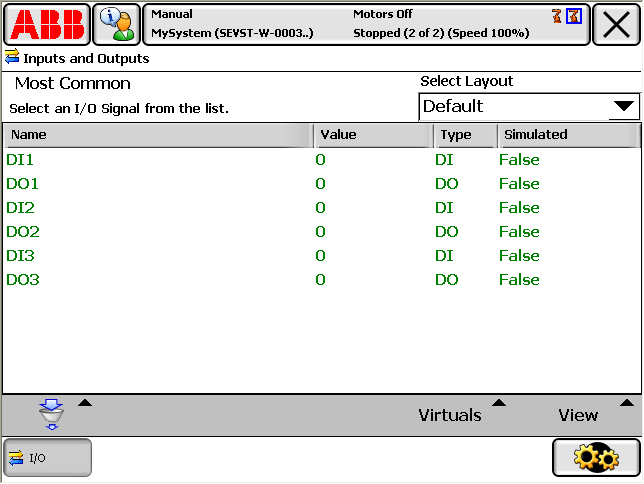 ABB
Manual
MySystem (SEVST-W-0003..)
Motors Off
Stopped (2 of 2) (Speed 100%)
Inputs and Outputs
Most Common
Select an I/O Signal from the list.
Select Layout
Default
Name Value Type Simulated
DI1 0 DI False
DO1 0 DO False
DI2 0 DI False
DO2 0 DO False
DI3 0 DI False
DO3 0 DO False
Virtuals View
I/O